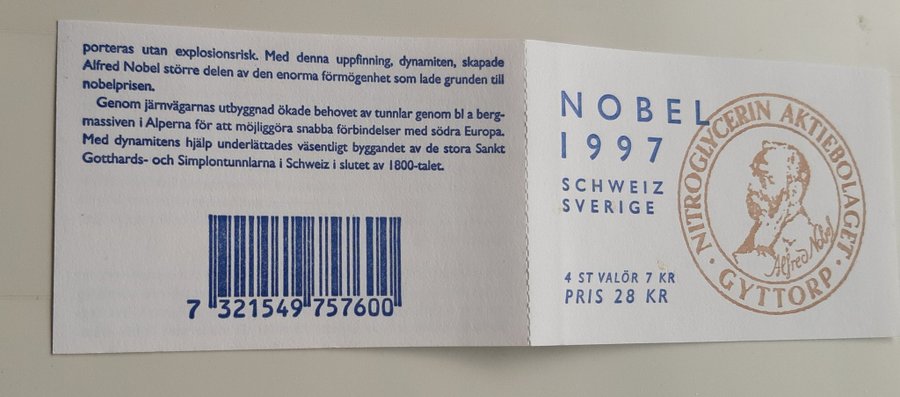 porteras utan explosionsrisk. Med denna uppfinning, dynamiten, skapade
Alfred Nobel större delen av den enorma förmögenhet som lade grunden till
nobelprisen.
Genom järnvägarnas utbyggnad ökade behovet av tunnlar genom bl a berg-
massiven i Alperna för att möjliggöra snabba förbindelser med södra Europa.
Med dynamitens hjälp underlättades väsentligt byggandet av de stora Sankt
Gotthards- och Simplontunnlarna i Schweiz i slutet av 1800-talet.
7 321549 757600
NOBEL
1997
SCHWEIZ
SVERIGE
4 ST VALÖR 7 KR
PRIS 28 KR
NITROGLYCERIN AKTIEBOLAGET
· GYTTORP ·
Alfred Nobel